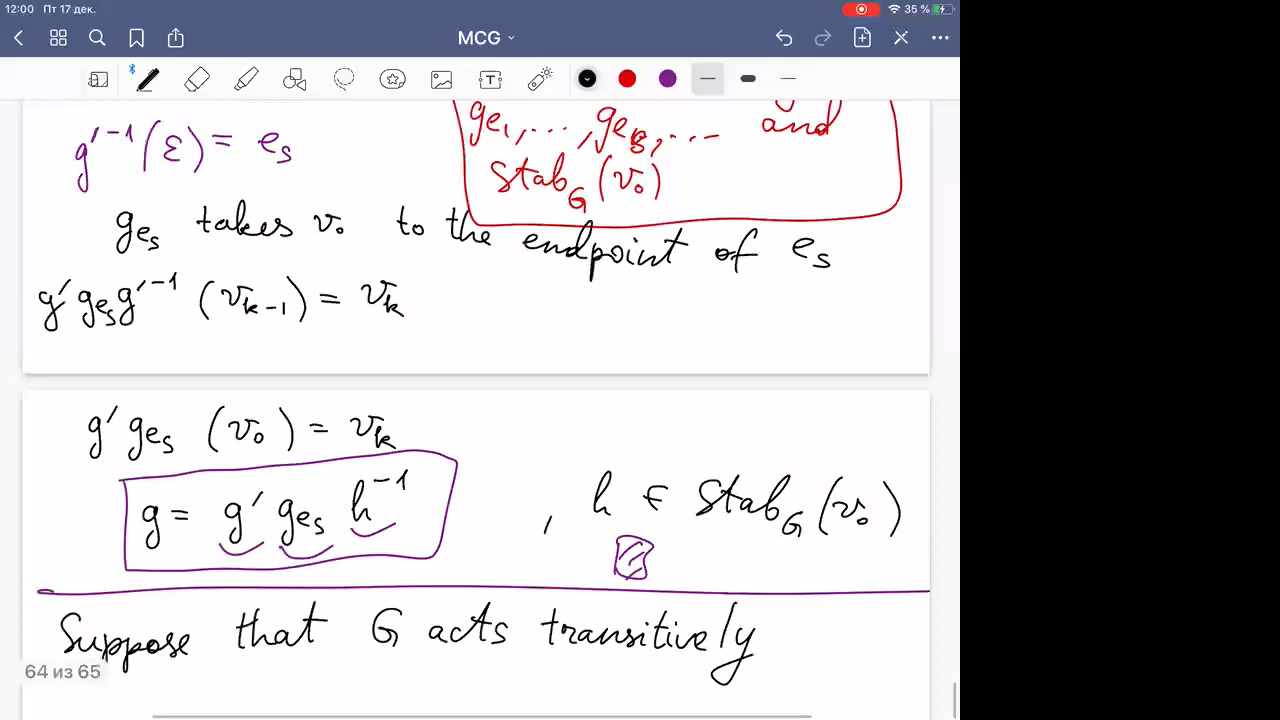 12:00 Пт 17 дек.
35 %
MCG
g'^{-1}(ε) = e_s
g_{e_1}, ..., g_{e_s}, ... and
Stab_G(v_0)
g_{e_s} takes v_0 to the endpoint of e_s
g' g_{e_s} g'^{-1} (v_{k-1}) = v_k
g' g_{e_s} (v_0) = v_k
g = g' g_{e_s} h^{-1} , h ∈ Stab_G(v_0)
Suppose that G acts transitively
64 из 65